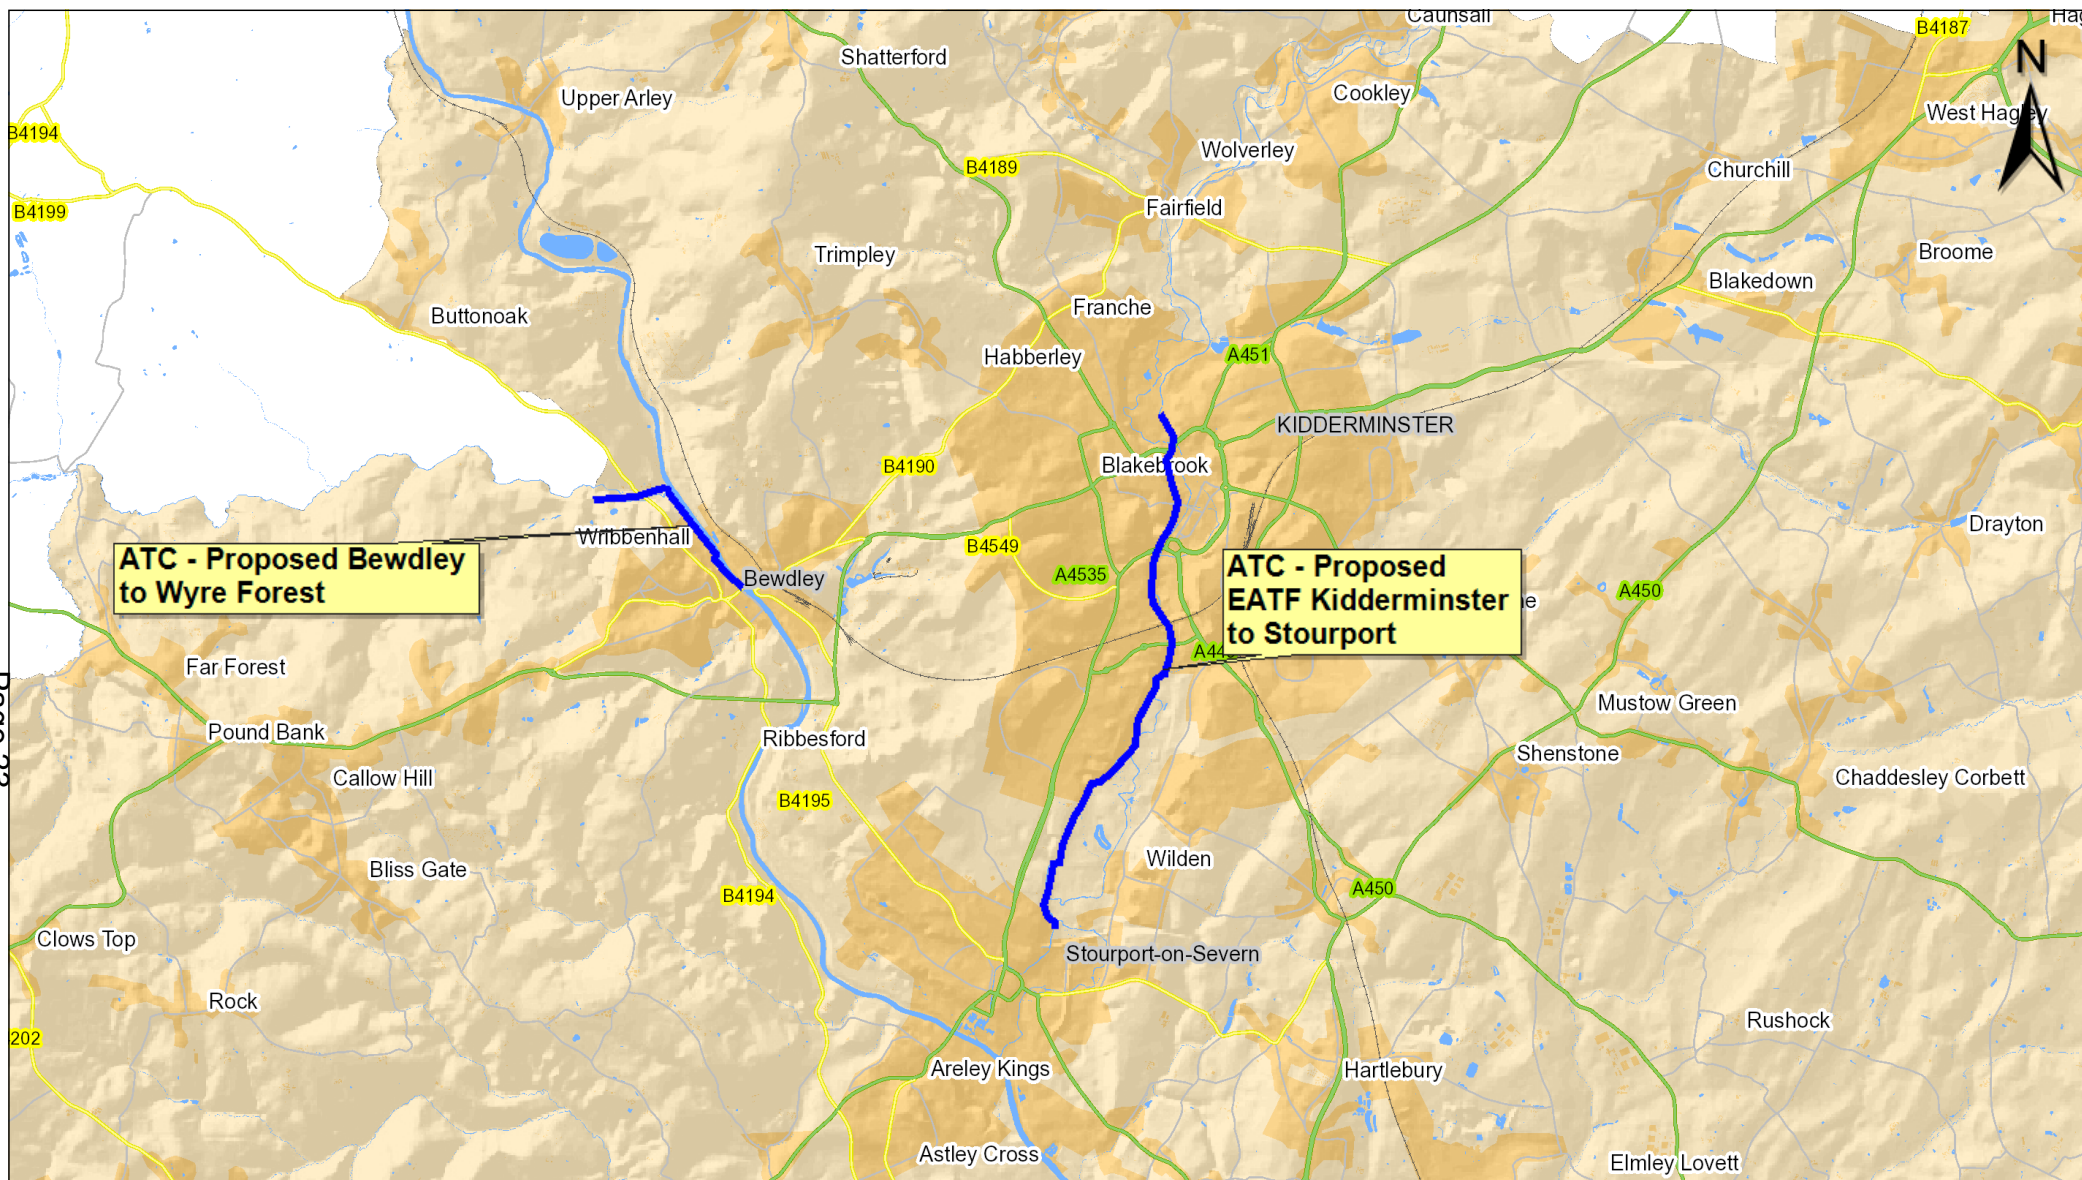 Caunsall
B4187
Shatterford
N
Upper Arley
Cookley
West Hagley
B4194
Wolverley
B4189
Churchill
B4199
Fairfield
Trimpley
Broome
Blakedown
Buttonoak
Franche
Habberley
A451
KIDDERMINSTER
B4190
Blakebrook
Drayton
Wribbenhall
B4549
ATC - Proposed Bewdley
to Wyre Forest
Bewdley
A4535
ATC - Proposed
EATF Kidderminster
to Stourport
A450
ne
A44
Far Forest
Mustow Green
Pound Bank
Ribbesford
Shenstone
Callow Hill
Chaddesley Corbett
B4195
Wilden
Bliss Gate
A450
B4194
Clows Top
Stourport-on-Severn
Rock
Rushock
202
Areley Kings
Hartlebury
Astley Cross
Elmley Lovett